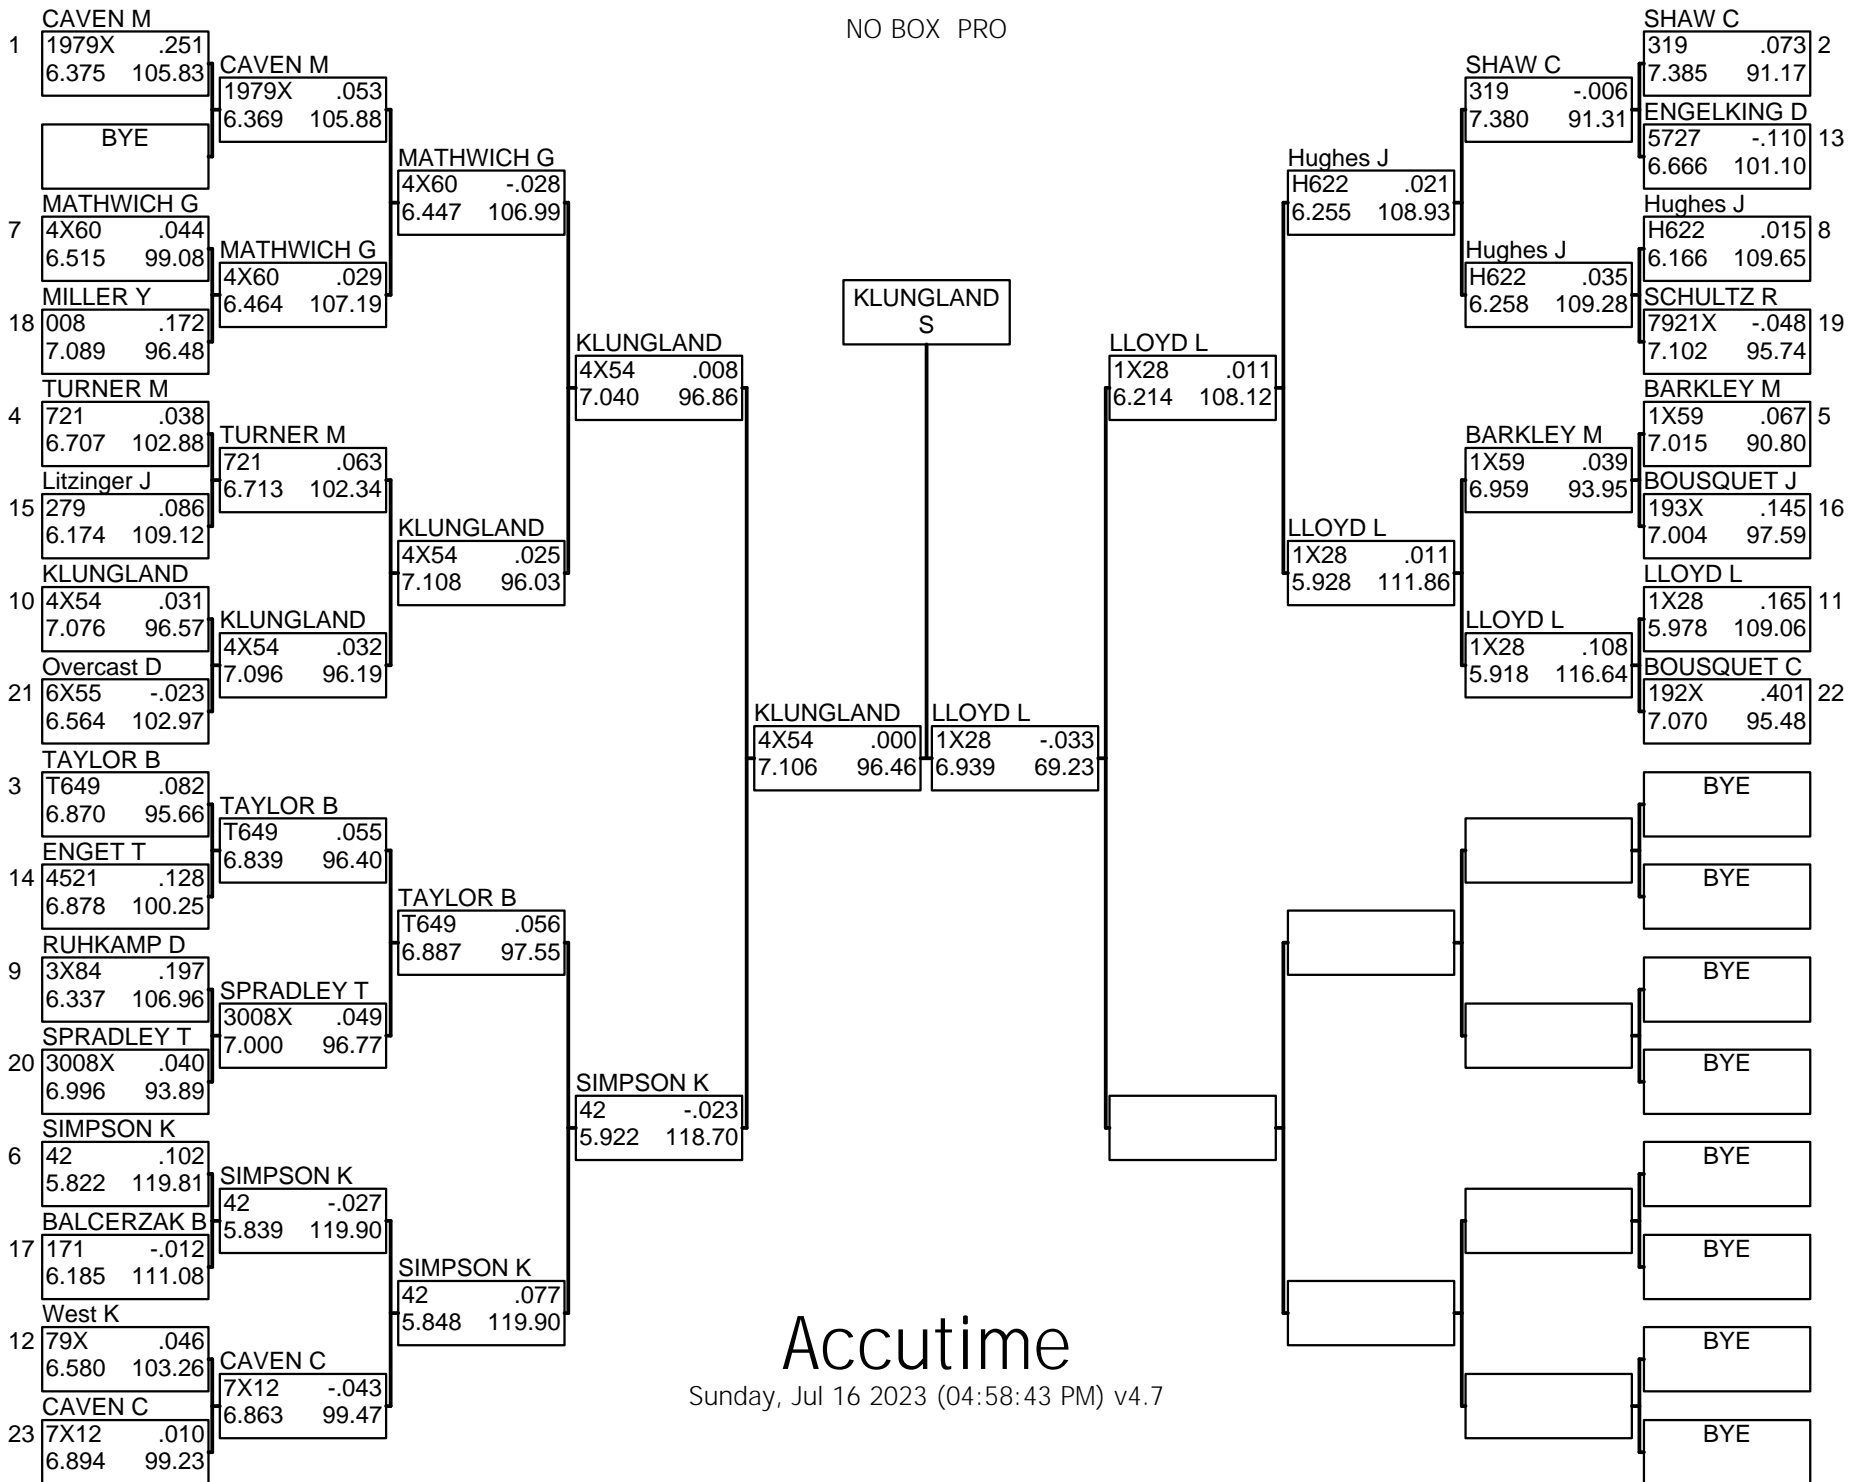 NO BOX  PRO
CAVEN M
1 1979X .251
6.375 105.83
BYE
MATHWICH G
7 4X60 .044
6.515 99.08
MILLER Y
18 008 .172
7.089 96.48
TURNER M
4 721 .038
6.707 102.88
Litzinger J
15 279 .086
6.174 109.12
KLUNGLAND
10 4X54 .031
7.076 96.57
Overcast D
21 6X55 -.023
6.564 102.97
TAYLOR B
3 T649 .082
6.870 95.66
ENGET T
14 4521 .128
6.878 100.25
RUHKAMP D
9 3X84 .197
6.337 106.96
SPRADLEY T
20 3008X .040
6.996 93.89
SIMPSON K
6 42 .102
5.822 119.81
BALCERZAK B
17 171 -.012
6.185 111.08
West K
12 79X .046
6.580 103.26
CAVEN C
23 7X12 .010
6.894 99.23
CAVEN M
1979X .053
6.369 105.88
MATHWICH G
4X60 .029
6.464 107.19
TURNER M
721 .063
6.713 102.34
KLUNGLAND
4X54 .032
7.096 96.19
TAYLOR B
T649 .055
6.839 96.40
SPRADLEY T
3008X .049
7.000 96.77
SIMPSON K
42 -.027
5.839 119.90
CAVEN C
7X12 -.043
6.863 99.47
MATHWICH G
4X60 -.028
6.447 106.99
KLUNGLAND
4X54 .025
7.108 96.03
TAYLOR B
T649 .056
6.887 97.55
SIMPSON K
42 .077
5.848 119.90
KLUNGLAND
4X54 .008
7.040 96.86
SIMPSON K
42 -.023
5.922 118.70
KLUNGLAND
4X54 .000
7.106 96.46
KLUNGLAND
S
LLOYD L
1X28 -.033
6.939 69.23
LLOYD L
1X28 .011
6.214 108.12
Hughes J
H622 .021
6.255 108.93
LLOYD L
1X28 .011
5.928 111.86
SHAW C
319 -.006
7.380 91.31
Hughes J
H622 .035
6.258 109.28
BARKLEY M
1X59 .039
6.959 93.95
LLOYD L
1X28 .108
5.918 116.64
SHAW C
319 .073 2
7.385 91.17
ENGELKING D
5727 -.110 13
6.666 101.10
Hughes J
H622 .015 8
6.166 109.65
SCHULTZ R
7921X -.048 19
7.102 95.74
BARKLEY M
1X59 .067 5
7.015 90.80
BOUSQUET J
193X .145 16
7.004 97.59
LLOYD L
1X28 .165 11
5.978 109.06
BOUSQUET C
192X .401 22
7.070 95.48
BYE
BYE
BYE
BYE
BYE
BYE
BYE
BYE
Accutime
Sunday, Jul 16 2023 (04:58:43 PM) v4.7